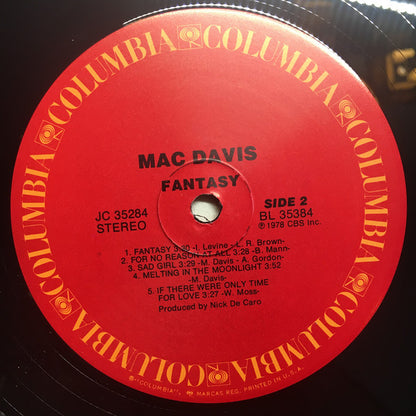 COLUMBIA COLUMBIA COLUMBIA COLUMBIA COLUMBIA COLUMBIA
MAC DAVIS
FANTASY
JC 35284
STEREO
SIDE 2
BL 35384
℗ 1978 CBS Inc.
1. FANTASY 3:30 -I. Levine- L. R. Brown-
2. FOR NO REASON AT ALL 3:28 -B. Mann-
3. SAD GIRL 3:29 -M. Davis- A. Gordon-
4. MELTING IN THE MOONLIGHT 3:52
-M. Davis-
5. IF THERE WERE ONLY TIME
FOR LOVE 3:27 -W. Moss-
Produced by Nick De Caro
MARCAS REG. PRINTED IN U.S.A.